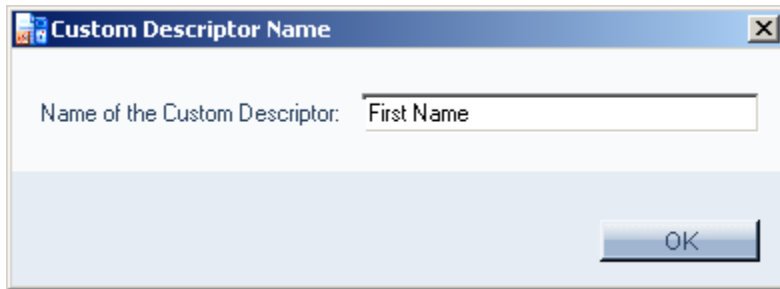 Custom Descriptor Name
Name of the Custom Descriptor: First Name
OK